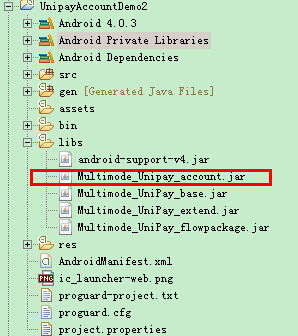 UnipayAccountDemo2
Android 4.0.3
Android Private Libraries
Android Dependencies
src
gen [Generated Java Files]
assets
bin
libs
android-support-v4.jar
Multimode_Unipay_account.jar
Multimode_UniPay_base.jar
Multimode_UniPay_extend.jar
Multimode_UniPay_flowpackage.jar
res
AndroidManifest.xml
ic_launcher-web.png
proguard-project.txt
proguard.cfg
project.properties